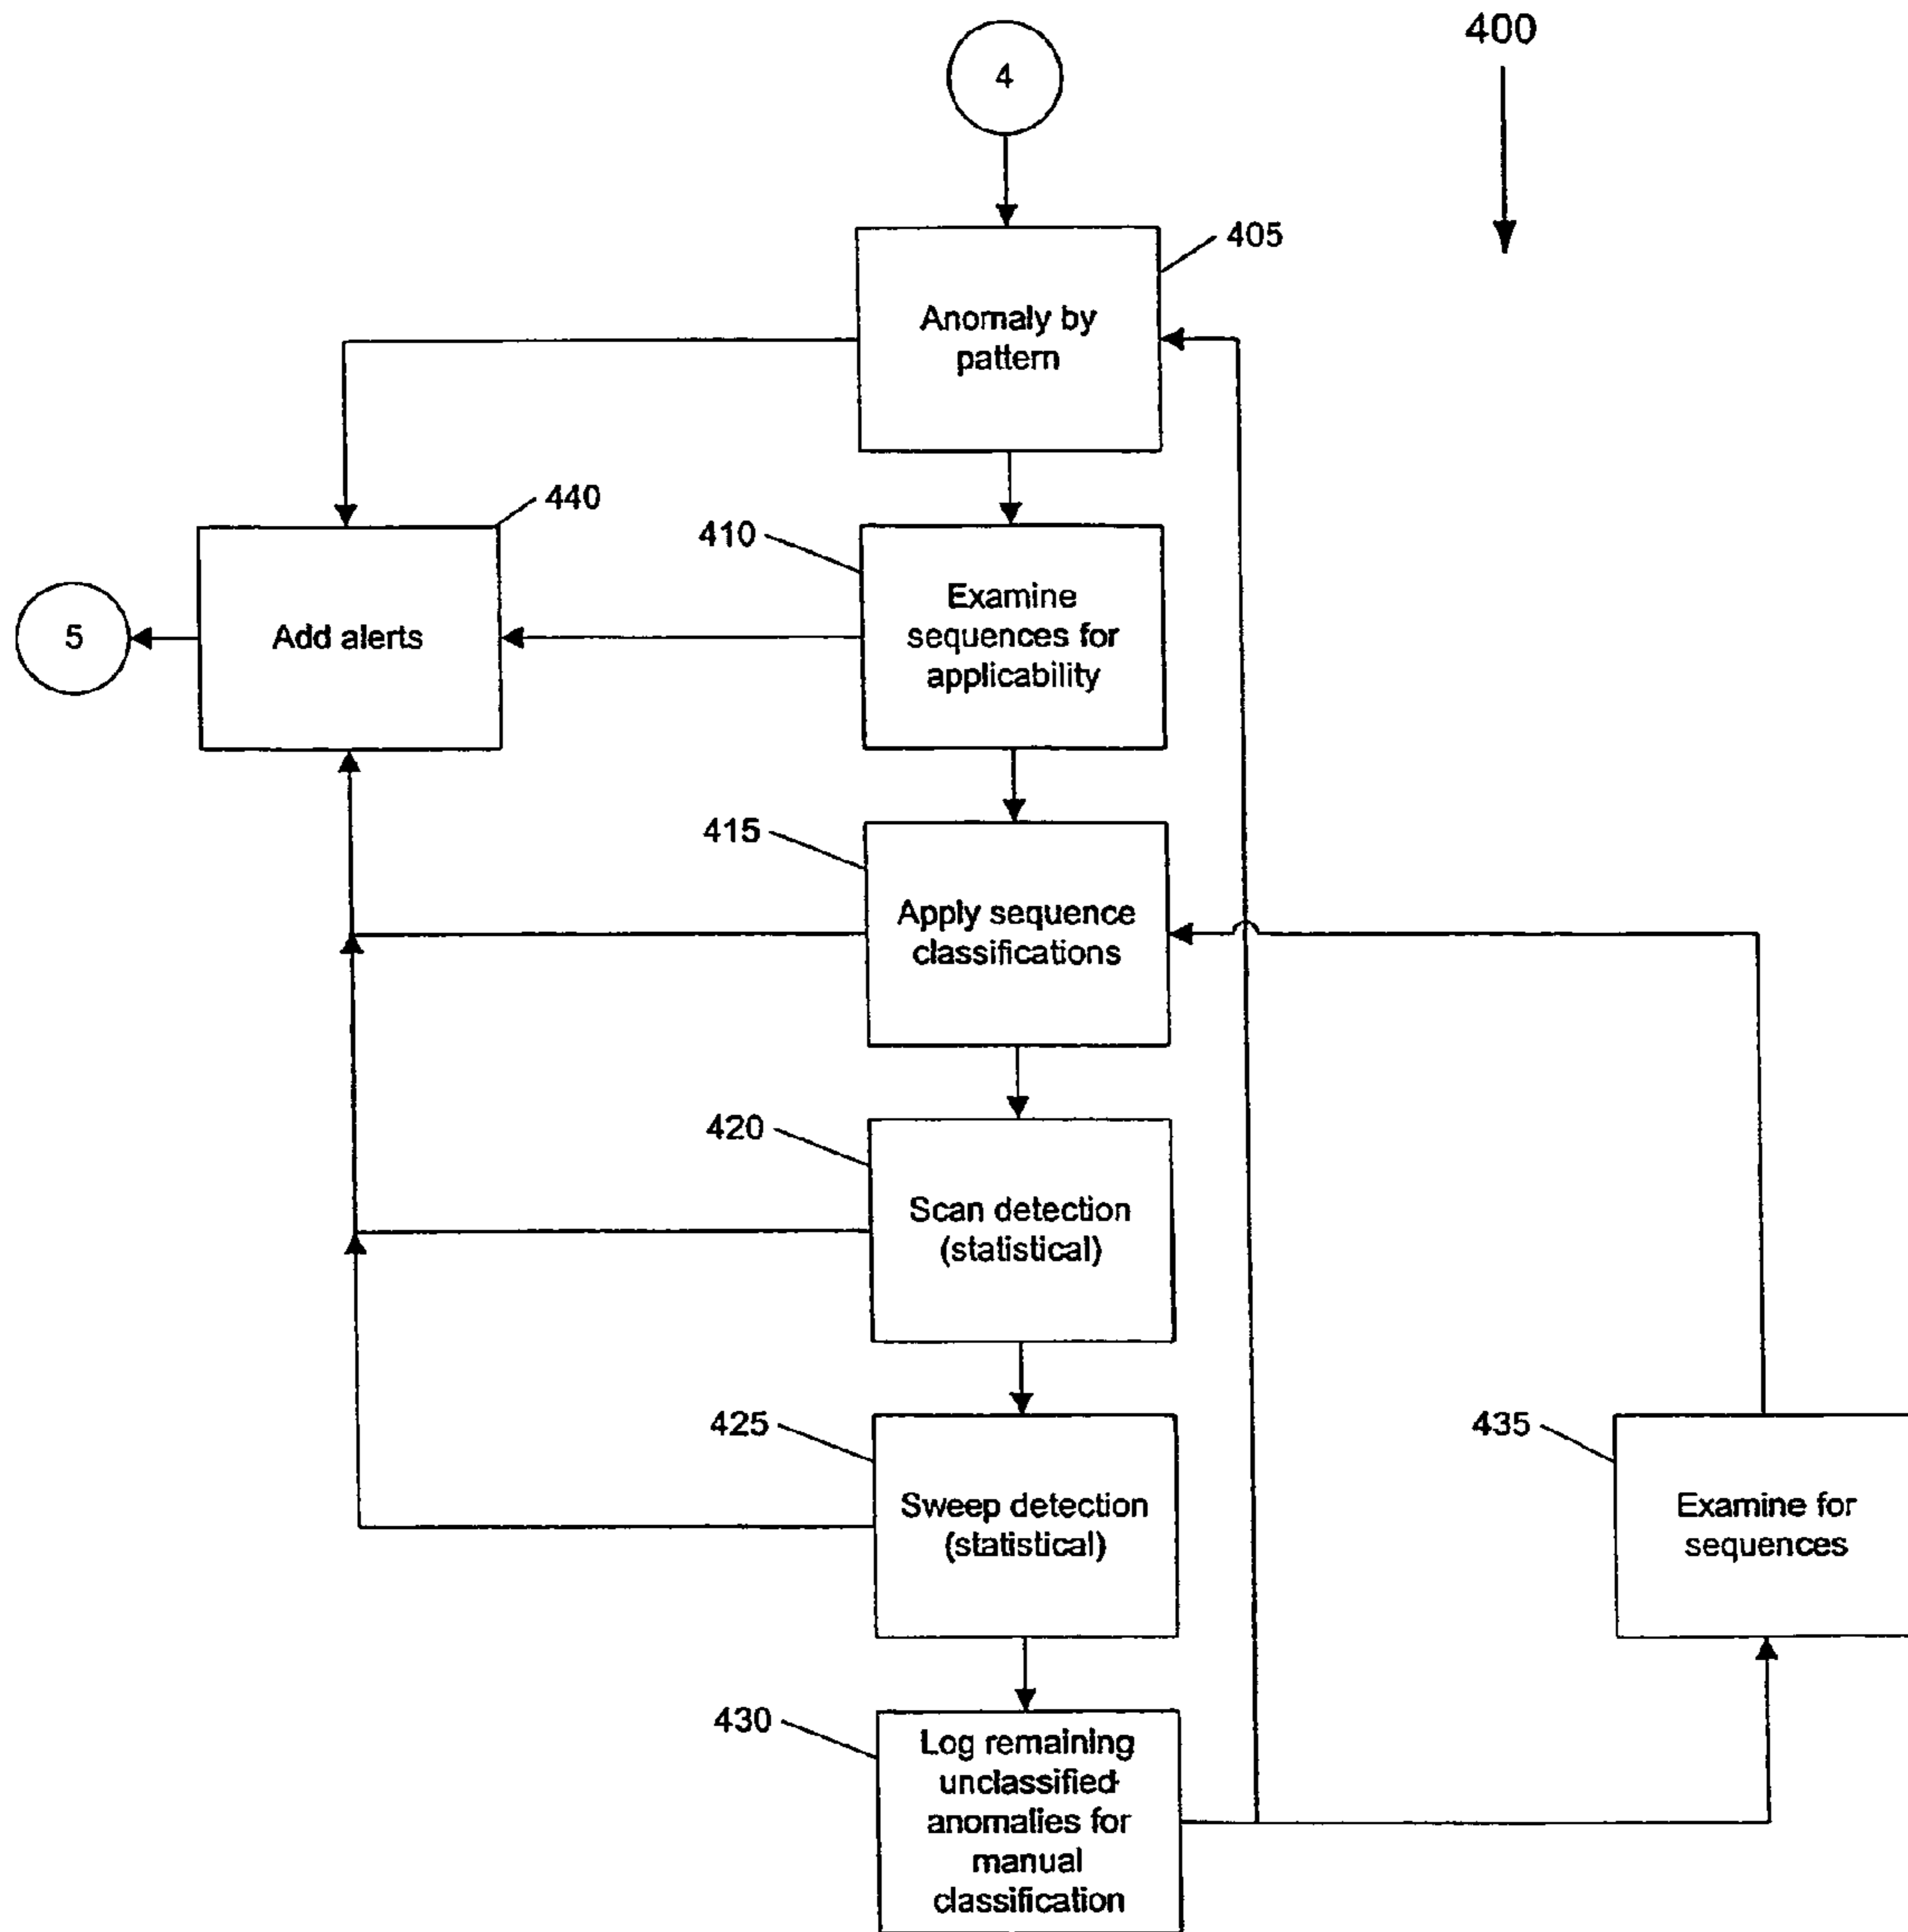 400
4
405
Anomaly by
pattern
440
410
5
Add alerts
Examine
sequences for
applicability
415
Apply sequence
classifications
420
Scan detection
(statistical)
425
435
Sweep detection
(statistical)
Examine for
sequences
430
Log remaining
unclassified
anomalies for
manual
classification